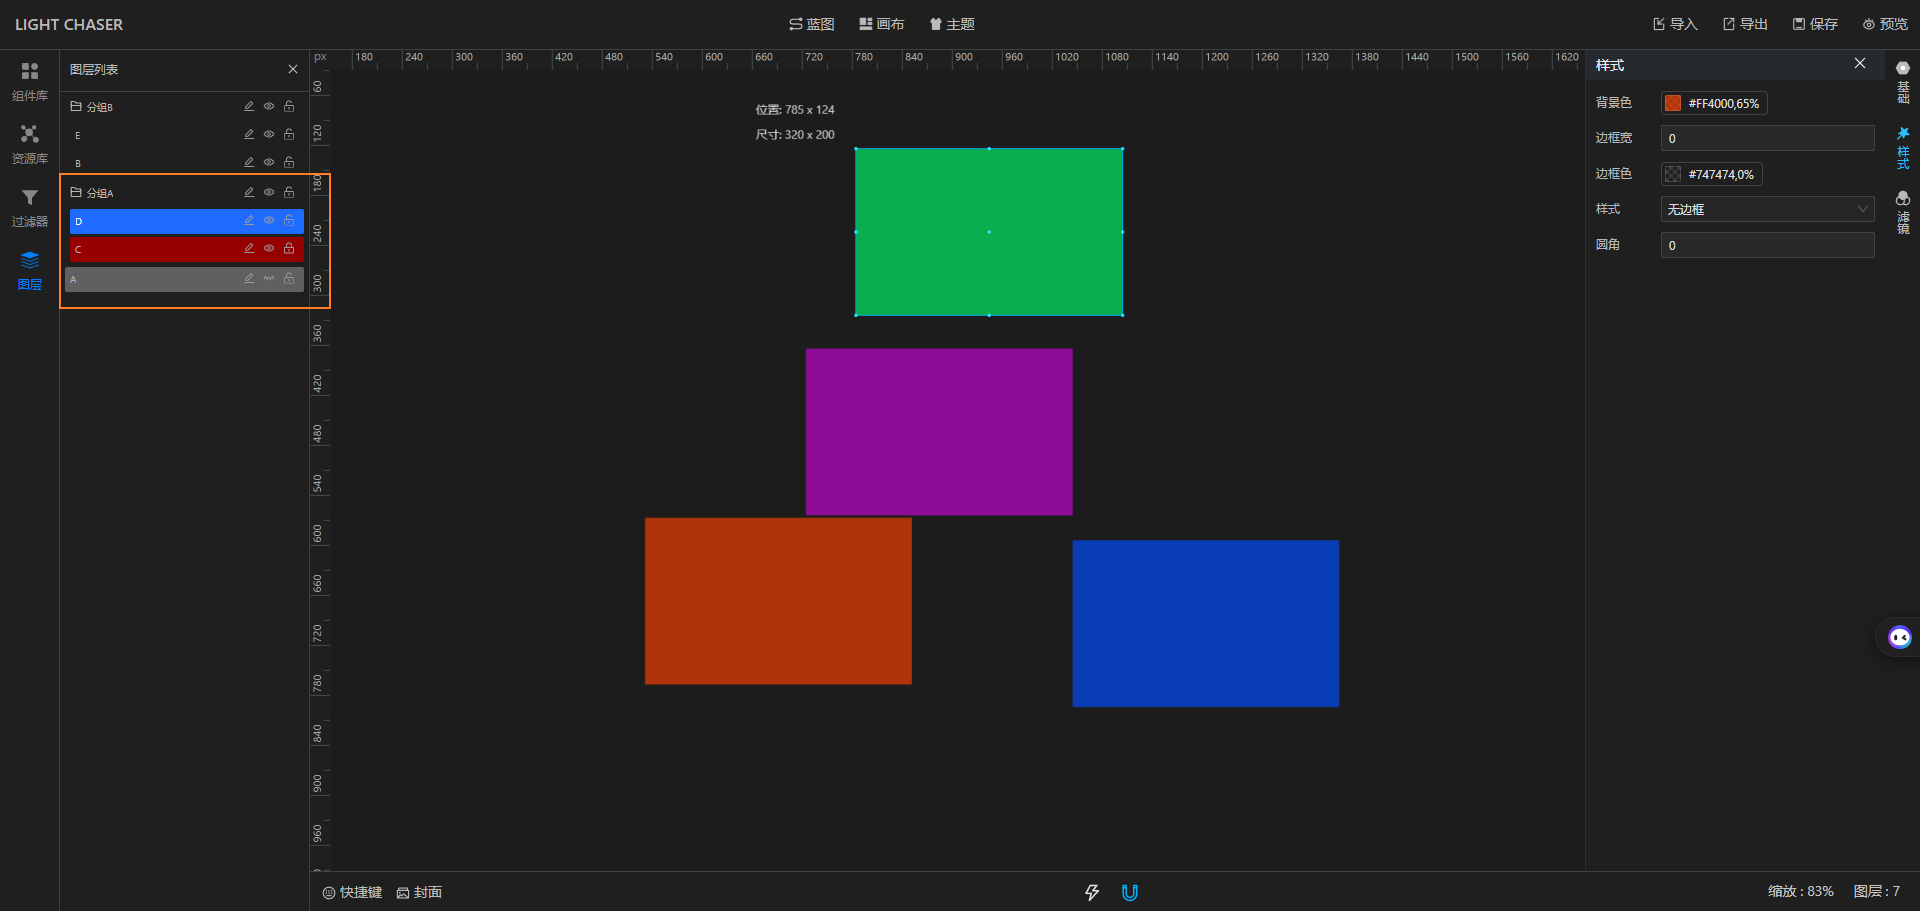 LIGHT CHASER
蓝图 画布 主题
导入 导出 保存 预览
组件库
资源库
过滤器
图层
图层列表
分组B
E
B
分组A
D
C
A
px 180 240 300 360 420 480 540 600 660 720 780 840 900 960 1020 1080 1140 1200 1260 1320 1380 1440 1500 1560 1620
60
120
180
240
300
360
420
480
540
600
660
720
780
840
900
960
位置: 785 x 124
尺寸: 320 x 200
样式
背景色 #FF4000,65%
边框宽 0
边框色 #747474,0%
样式 无边框
圆角 0
基础
样式
滤镜
快捷键 封面
缩放 : 83% 图层 : 7